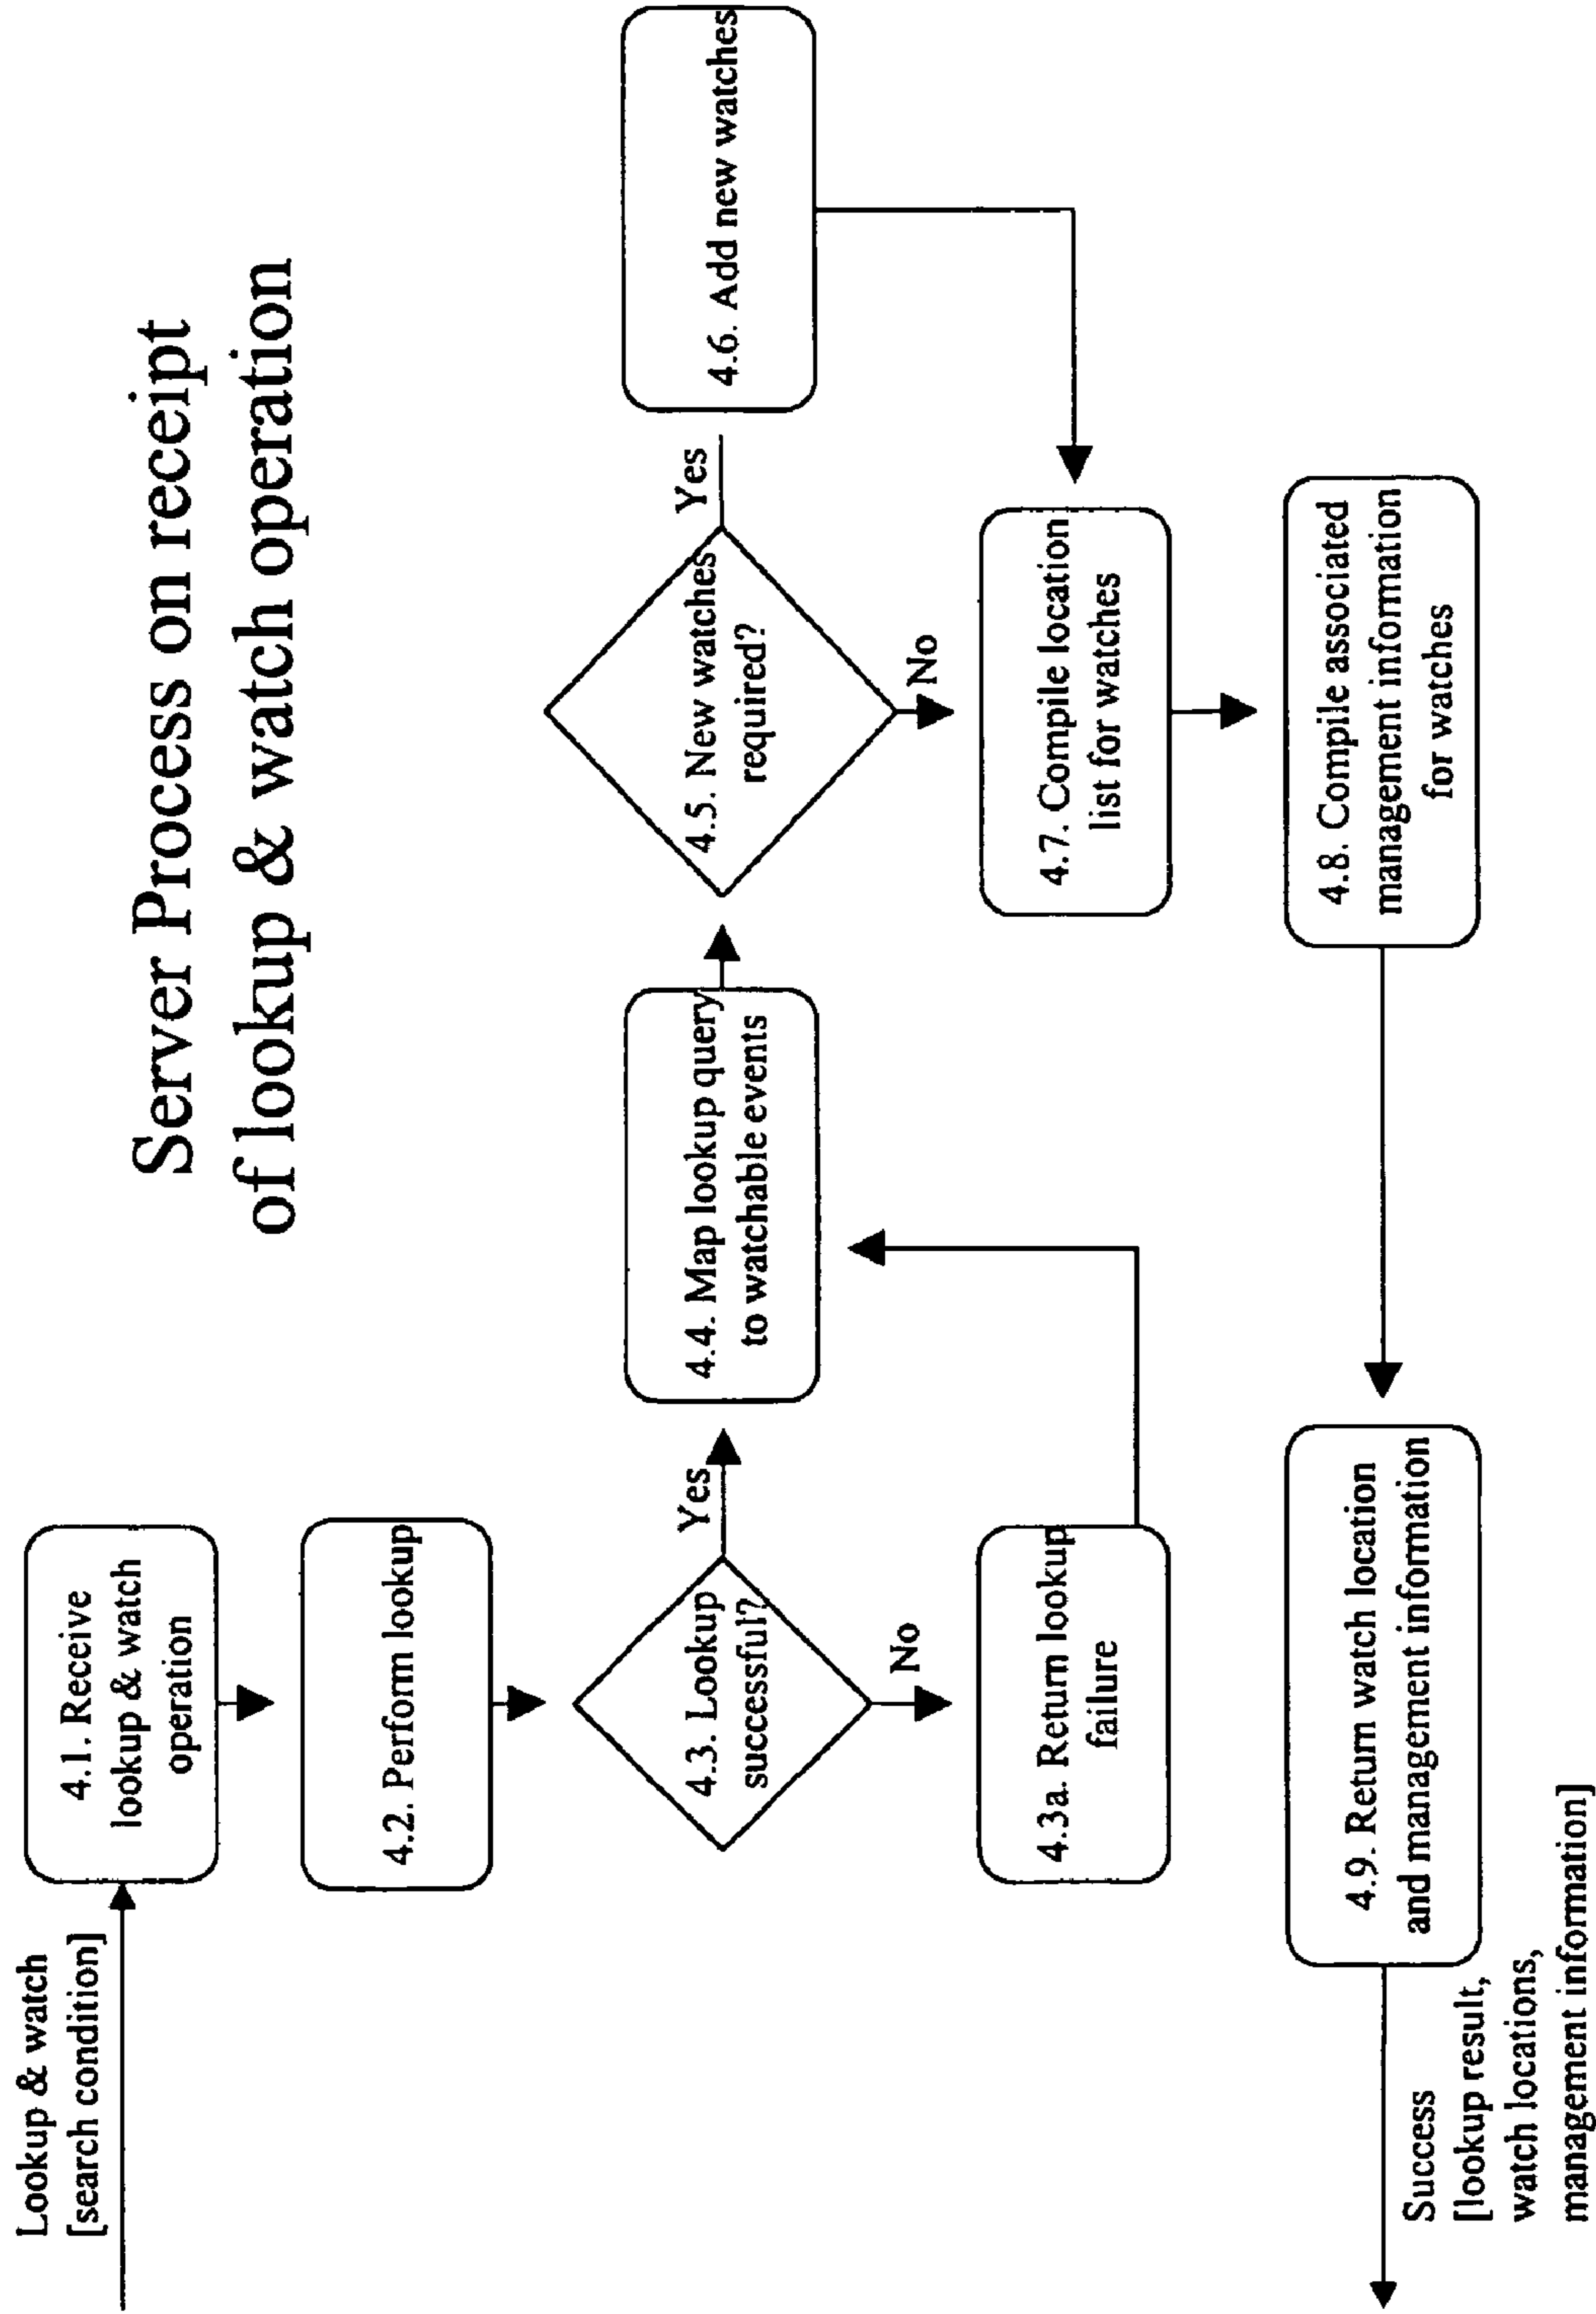 Server Process on receipt
of lookup & watch operation
Lookup & watch
[search condition]
4.1. Receive
lookup & watch
operation
4.2. Perform lookup
4.3. Lookup
successful?
Yes
No
4.3a. Return lookup
failure
4.4. Map lookup query
to watchable events
4.5. New watches
required?
Yes
No
4.6. Add new watches
4.7. Compile location
list for watches
4.8. Compile associated
management information
for watches
4.9. Return watch location
and management information
Success
[lookup result,
watch locations,
management information]